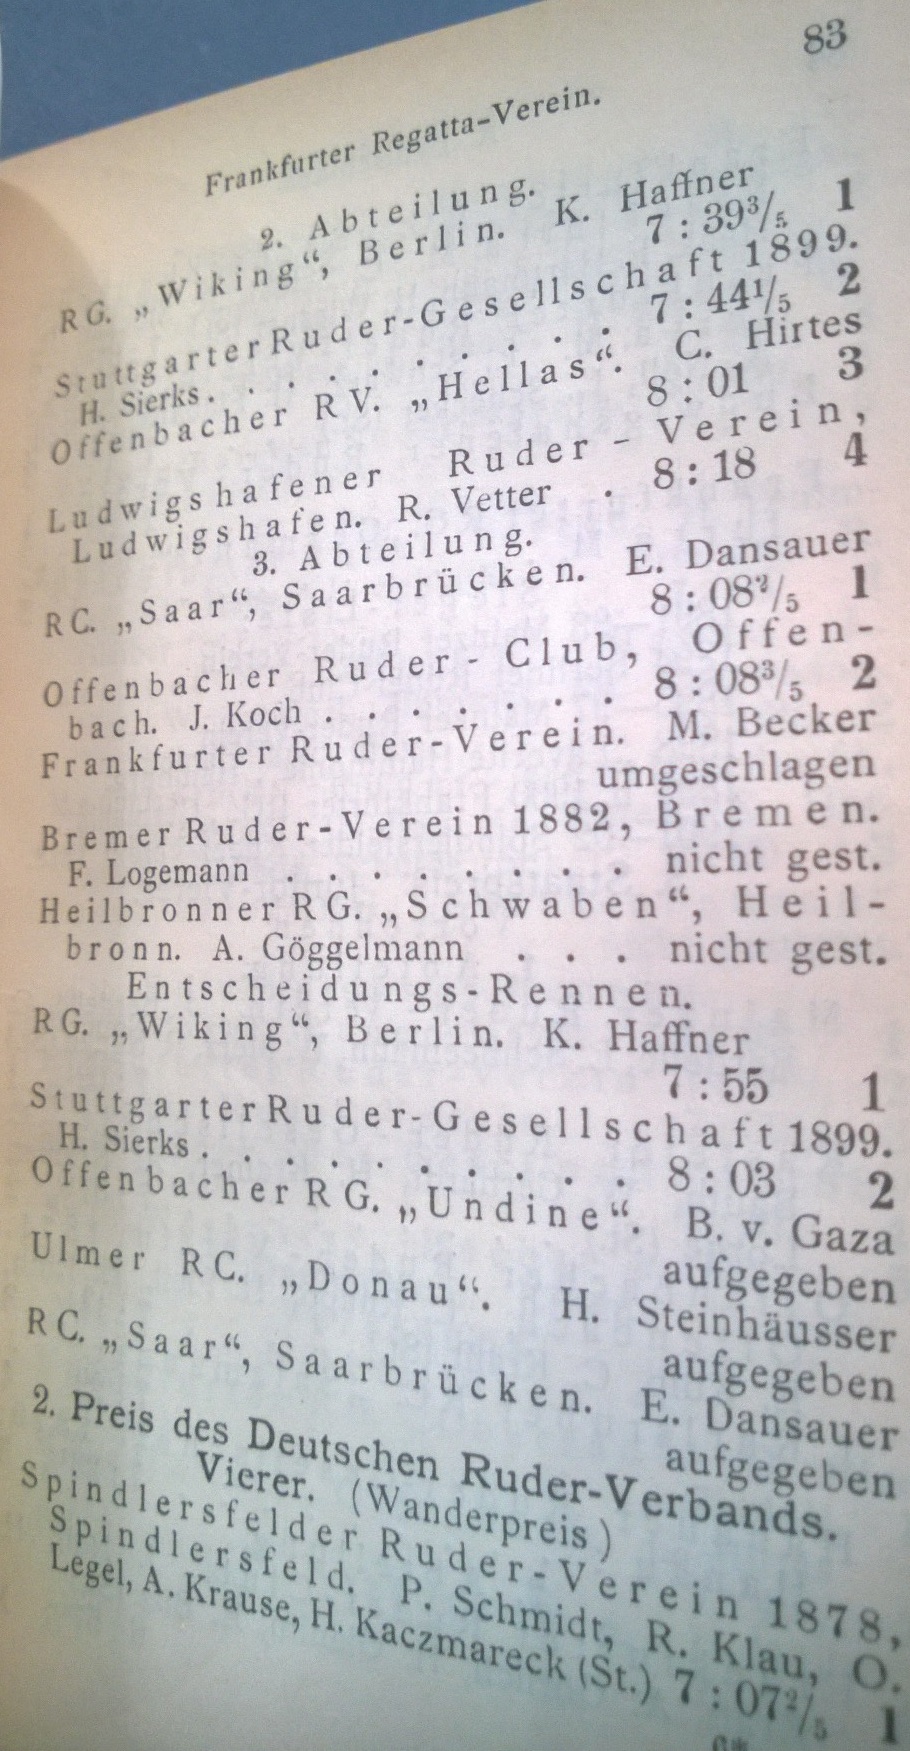 83
Frankfurter Regatta-Verein.
2. Abteilung.
RG. „Wiking“, Berlin. K. Haffner
7 : 39³/₅ 1
Stuttgarter Ruder-Gesellschaft 1899.
H. Sierks . . . . . . . . . . 7 : 44¹/₅ 2
Offenbacher RV. „Hellas“. C. Hirtes
8 : 01 3
Ludwigshafener Ruder - Verein,
Ludwigshafen. R. Vetter . 8 : 18 4
3. Abteilung.
RC. „Saar“, Saarbrücken. E. Dansauer
8 : 08²/₅ 1
Offenbacher Ruder - Club, Offen-
bach. J. Koch . . . . . . . 8 : 08³/₅ 2
Frankfurter Ruder-Verein. M. Becker
umgeschlagen
Bremer Ruder-Verein 1882, Bremen.
F. Logemann . . . . . . . . nicht gest.
Heilbronner RG. „Schwaben“, Heil-
bronn. A. Göggelmann . . . nicht gest.
Entscheidungs-Rennen.
RG. „Wiking“, Berlin. K. Haffner
7 : 55 1
Stuttgarter Ruder-Gesellschaft 1899.
H. Sierks . . . . . . . . . . 8 : 03 2
Offenbacher RG. „Undine“. B. v. Gaza
aufgegeben
Ulmer RC. „Donau“. H. Steinhäusser
aufgegeben
RC. „Saar“, Saarbrücken. E. Dansauer
aufgegeben
2. Preis des Deutschen Ruder-Verbands.
Vierer. (Wanderpreis)
Spindlersfelder Ruder-Verein 1878,
Spindlersfeld. P. Schmidt, R. Klau, O.
Legel, A. Krause, H. Kaczmareck (St.) 7 : 07²/₅ 1